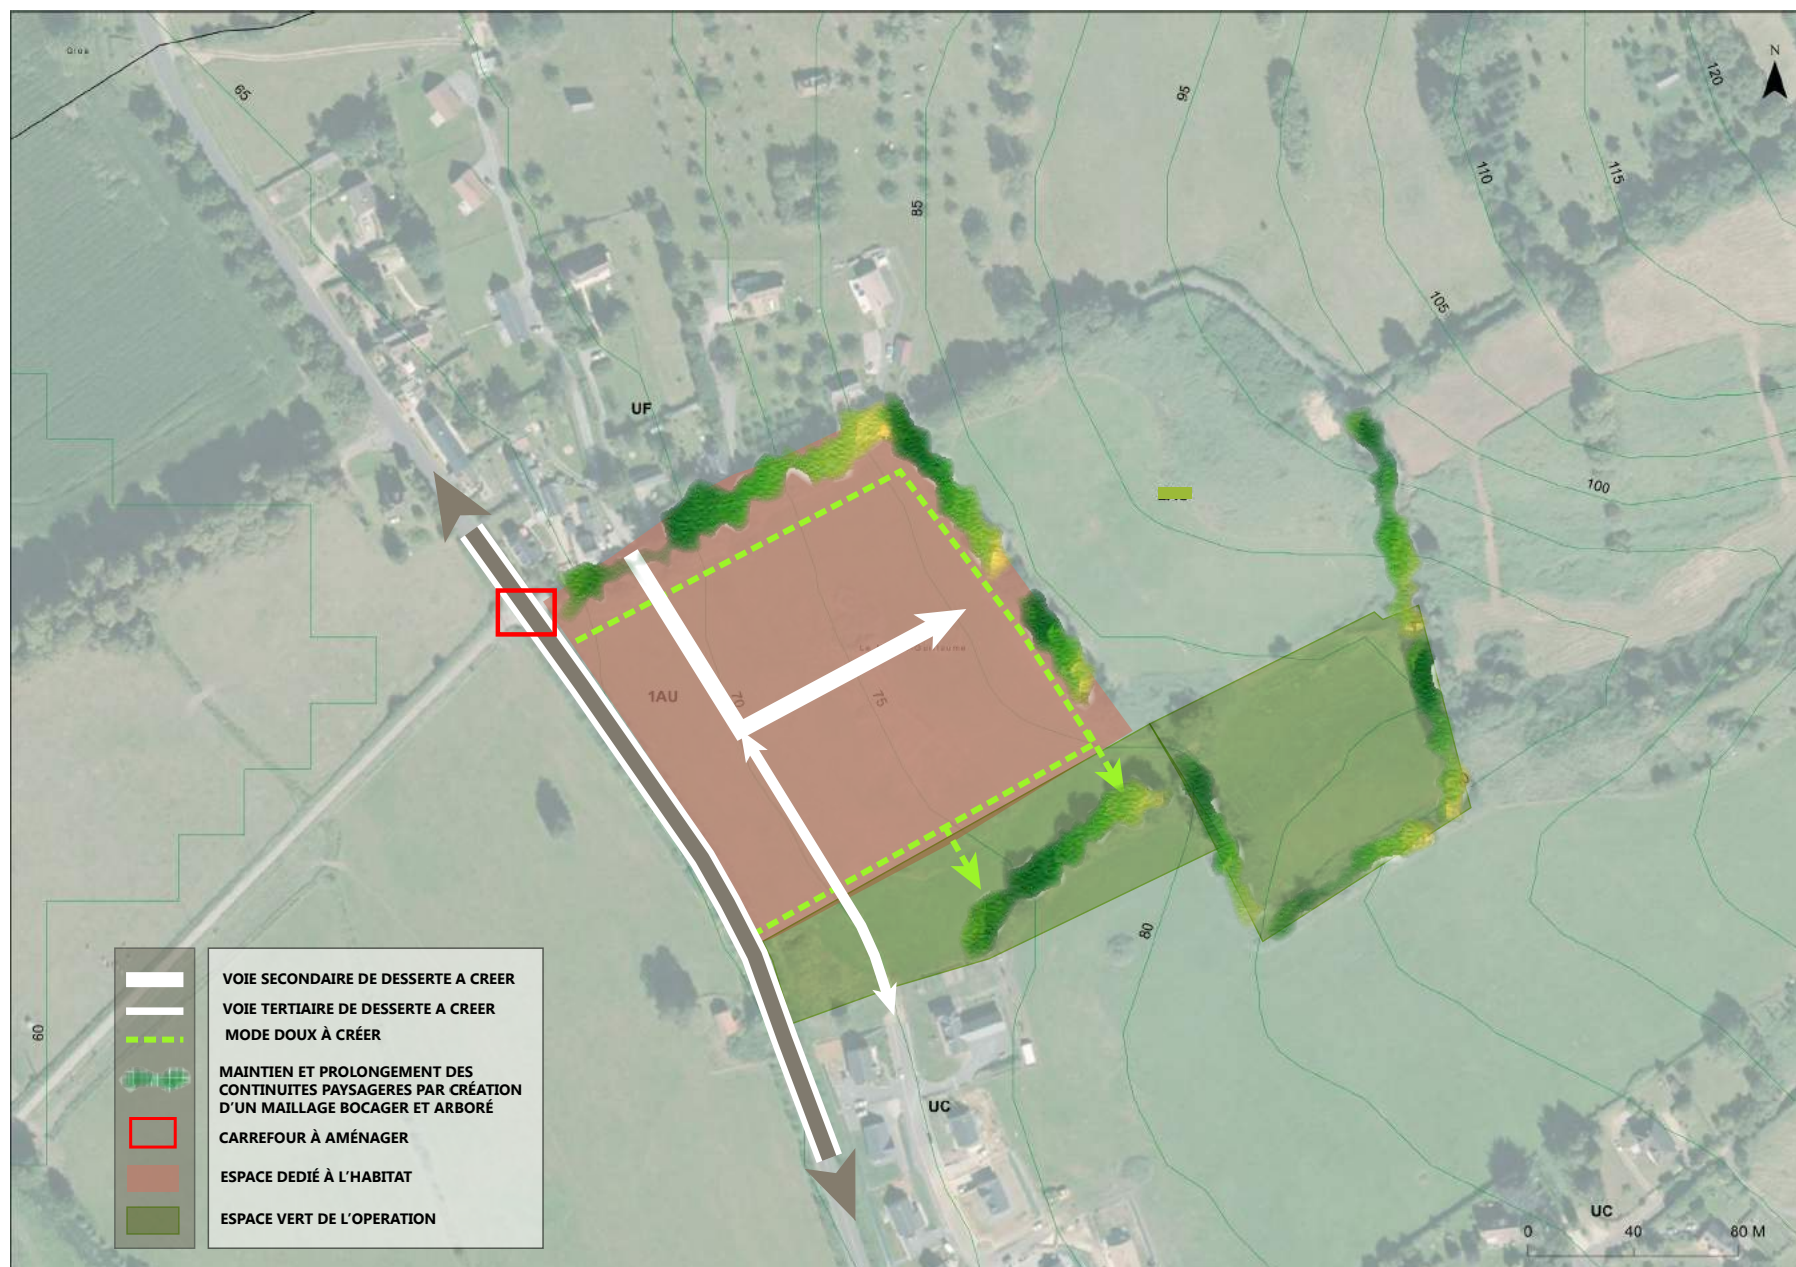 65
95
120
N
110
115
85
105
UF
100
1AU
70
75
80
60
VOIE SECONDAIRE DE DESSERTE A CREER
VOIE TERTIAIRE DE DESSERTE A CREER
MODE DOUX À CRÉER
MAINTIEN ET PROLONGEMENT DES
CONTINUITES PAYSAGERES PAR CRÉATION
D'UN MAILLAGE BOCAGER ET ARBORÉ
CARREFOUR À AMÉNAGER
ESPACE DEDIÉ À L'HABITAT
ESPACE VERT DE L'OPERATION
UC
UC
0 40 80 M